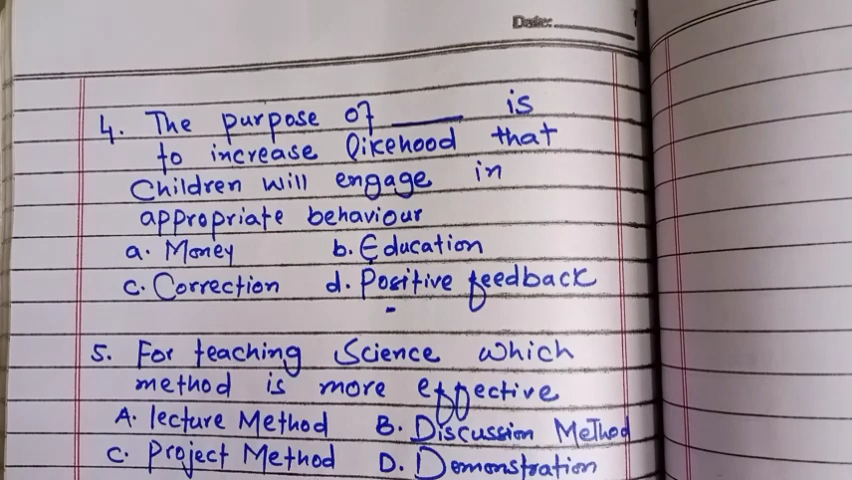 Date:
4. The purpose of ____ is
to increase likehood that
Children will engage in
appropriate behaviour
a. Money b. Education
c. Correction d. Positive feedback
5. For teaching Science which
method is more effective
A. lecture Method B. Discussion Method
C. Project Method D. Demonstration